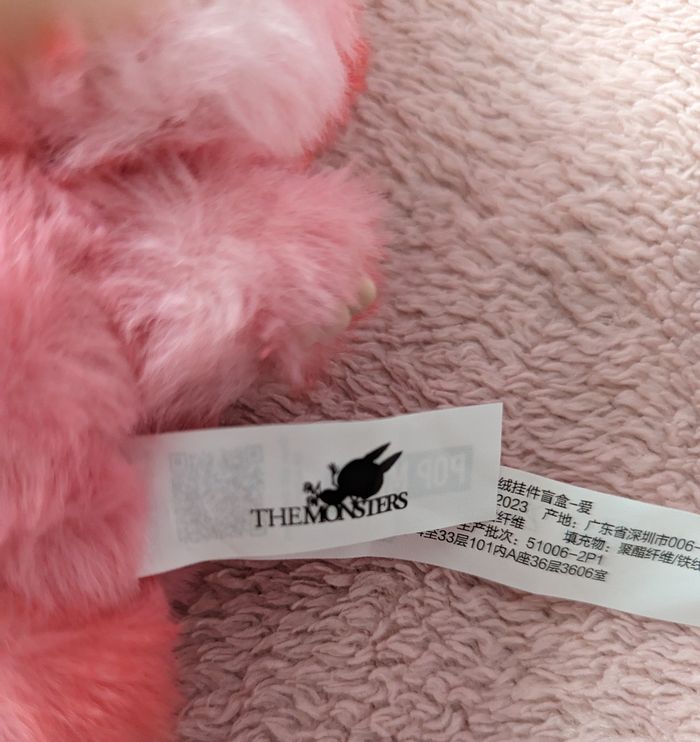 THE MONSTERS
POP M
绒挂件盲盒-爱
2023 产地: 广东省深圳市006-
纤维 填充物: 聚酯纤维/铁线
生产批次: 51006-2P1
33层101内A座36层3606室